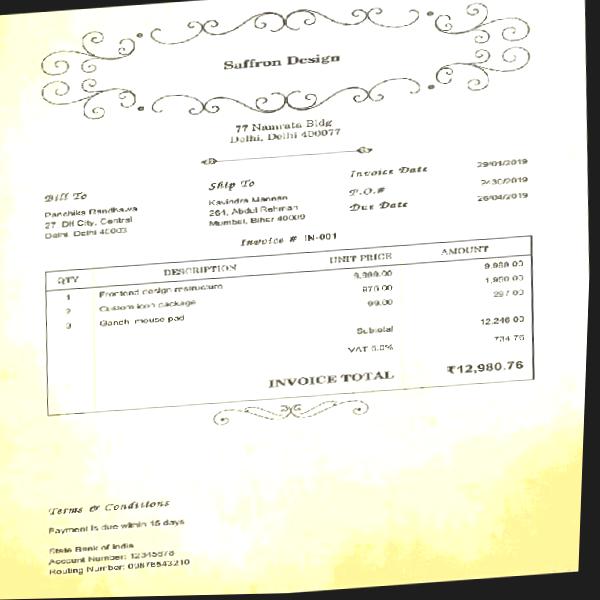 Saffron Design
77 Namrata Bldg
Delhi, Delhi 400077
Bill To
Panchika Randhawa
27, Dlf City, Central
Delhi, Delhi 40003
Ship To
Kavindra Mannan
264, Abdul Rehman
Mumbai, Bihar 40009
Invoice Date 29/01/2019
P.O.# 2430/2019
Due Date 26/04/2019
Invoice # IN-001
QTY DESCRIPTION UNIT PRICE AMOUNT
1 Frontend design restructure 9,999.00 9,999.00
2 Custom icon package 975.00 1,950.00
3 Gandhi mouse pad 99.00 297.00
Subtotal 12,246.00
VAT 6.0% 734.76
INVOICE TOTAL ₹12,980.76
Terms & Conditions
Payment is due within 15 days
State Bank of India
Account Number: 12345678
Routing Number: 09876543210